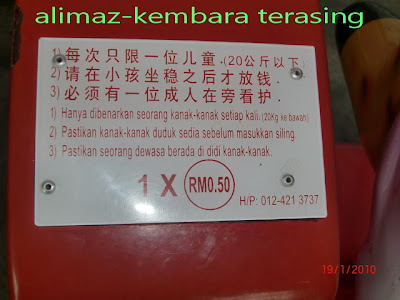 alimaz-kembara terasing
1) 每次只限一位儿童.(20公斤以下)
2) 请在小孩坐稳之后才放钱.
3) 必须有一位成人在旁看护.
1) Hanya dibenarkan seorang kanak-kanak setiap kali. (20Kg ke bawah)
2) Pastikan kanak-kanak duduk sedia sebelum masukkan siling
3) Pastikan seorang dewasa berada di didi kanak-kanak.
1 X RM0.50
H/P: 012-421 3737
19/1/2010